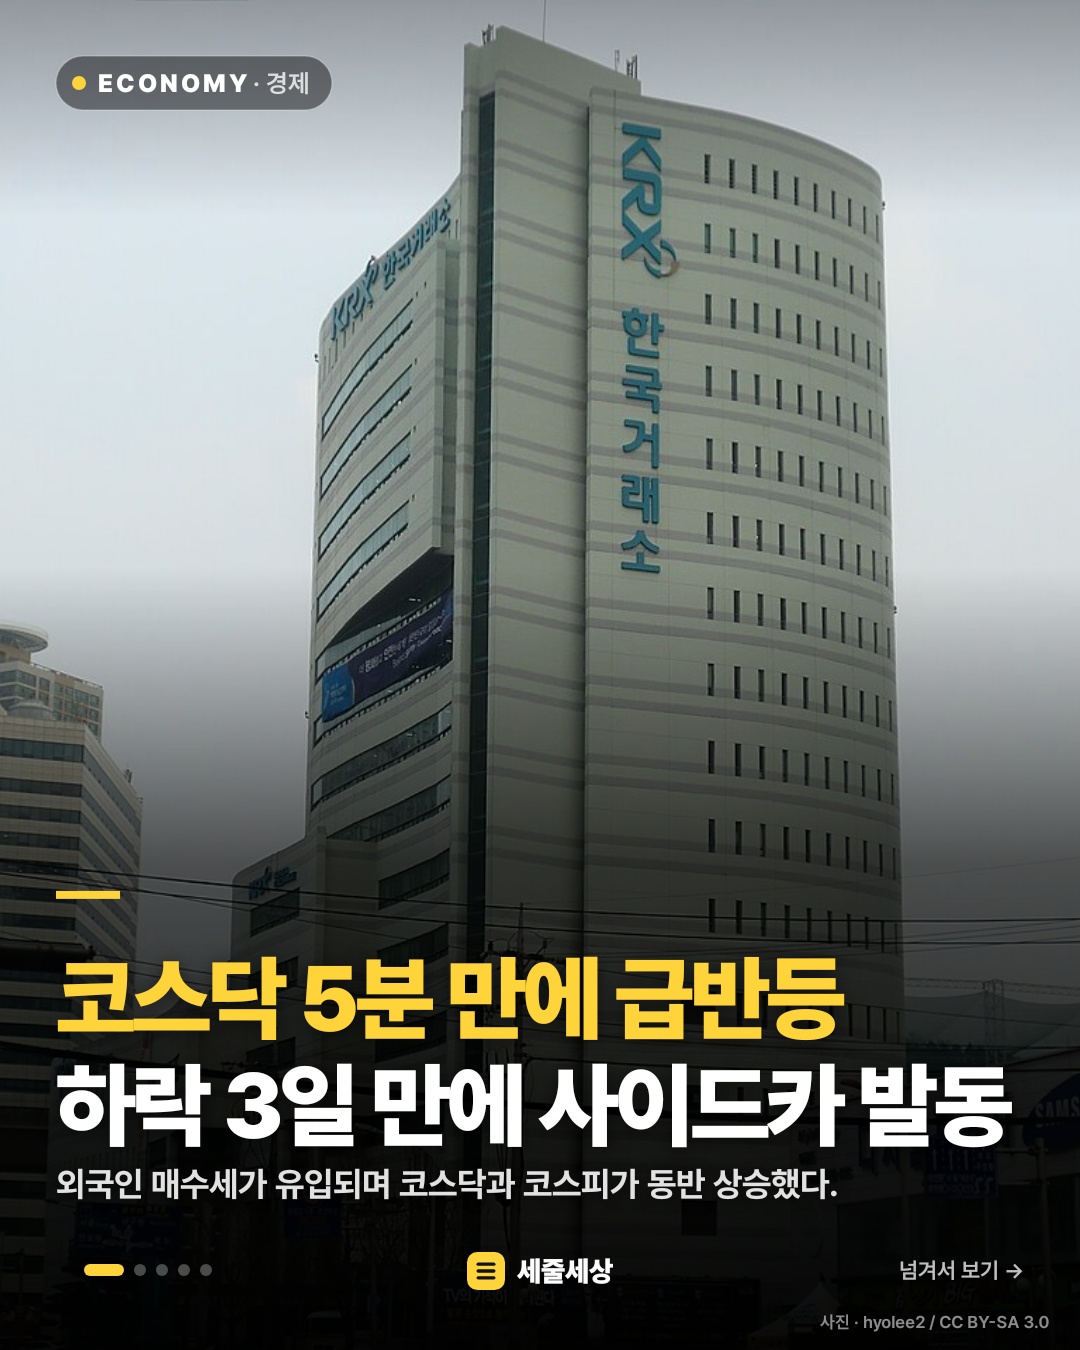 ECONOMY · 경제
KRX 한국거래소
KRX 한국거래소
코스닥 5분 만에 급반등
하락 3일 만에 사이드카 발동
외국인 매수세가 유입되며 코스닥과 코스피가 동반 상승했다.
세줄세상
넘겨서 보기 →
사진 · hyolee2 / CC BY-SA 3.0